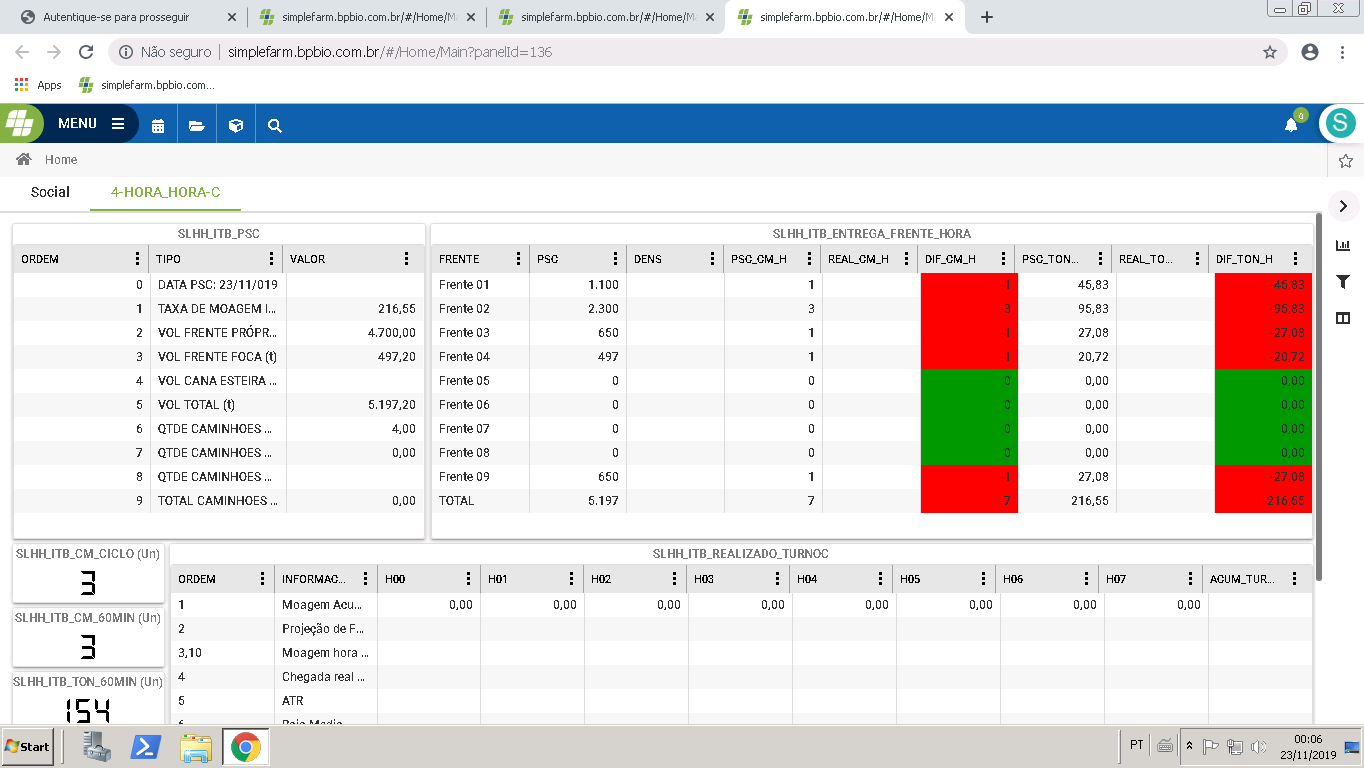 Autentique-se para prosseguir
simplefarm.bpbio.com.br/#/Home/M
simplefarm.bpbio.com.br/#/Home/M
simplefarm.bpbio.com.br/#/Home/M
Não seguro | simplefarm.bpbio.com.br/#/Home/Main?panelId=136
Apps simplefarm.bpbio.com...
MENU 0 S
Home
Social 4-HORA_HORA-C
SLHH_ITB_PSC
ORDEM TIPO VALOR
0 DATA PSC: 23/11/019
1 TAXA DE MOAGEM I... 216,55
2 VOL FRENTE PRÓPR... 4.700,00
3 VOL FRENTE FOCA (t) 497,20
4 VOL CANA ESTEIRA ...
5 VOL TOTAL (t) 5.197,20
6 QTDE CAMINHOES ... 4,00
7 QTDE CAMINHOES ... 0,00
8 QTDE CAMINHOES ...
9 TOTAL CAMINHOES ... 0,00
SLHH_ITB_ENTREGA_FRENTE_HORA
FRENTE PSC DENS PSC_CM_H REAL_CM_H DIF_CM_H PSC_TON... REAL_TO... DIF_TON_H
Frente 01 1.100 1 -1 45,83 -45,83
Frente 02 2.300 3 -3 95,83 -95,83
Frente 03 650 1 -1 27,08 -27,08
Frente 04 497 1 -1 20,72 -20,72
Frente 05 0 0 0 0,00 0,00
Frente 06 0 0 0 0,00 0,00
Frente 07 0 0 0 0,00 0,00
Frente 08 0 0 0 0,00 0,00
Frente 09 650 1 -1 27,08 -27,08
TOTAL 5.197 7 -7 216,55 -216,55
SLHH_ITB_CM_CICLO (Un)
3
SLHH_ITB_CM_60MIN (Un)
3
SLHH_ITB_TON_60MIN (Un)
154
SLHH_ITB_REALIZADO_TURNOC
ORDEM INFORMAC... H00 H01 H02 H03 H04 H05 H06 H07 ACUM_TUR...
1 Moagem Acu... 0,00 0,00 0,00 0,00 0,00 0,00 0,00 0,00
2 Projeção de F...
3,10 Moagem hora ...
4 Chegada real ...
5 ATR
Start PT 00:06
23/11/2019